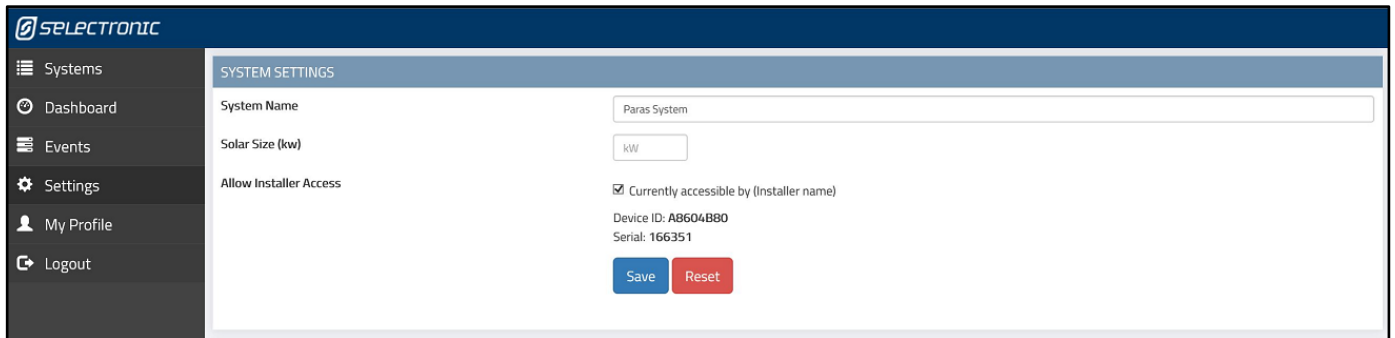 SELECTRONIC
Systems
Dashboard
Events
Settings
My Profile
Logout
SYSTEM SETTINGS
System Name
Paras System
Solar Size (kw)
kW
Allow Installer Access
Currently accessible by (Installer name)
Device ID: A8604B80
Serial: 166351
Save Reset